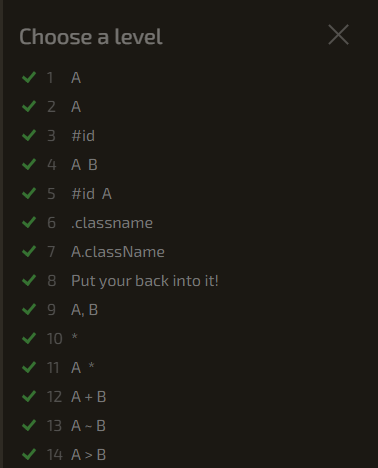 Choose a level
1 A
2 A
3 #id
4 A B
5 #id A
6 .classname
7 A.className
8 Put your back into it!
9 A, B
10 *
11 A *
12 A + B
13 A ~ B
14 A > B